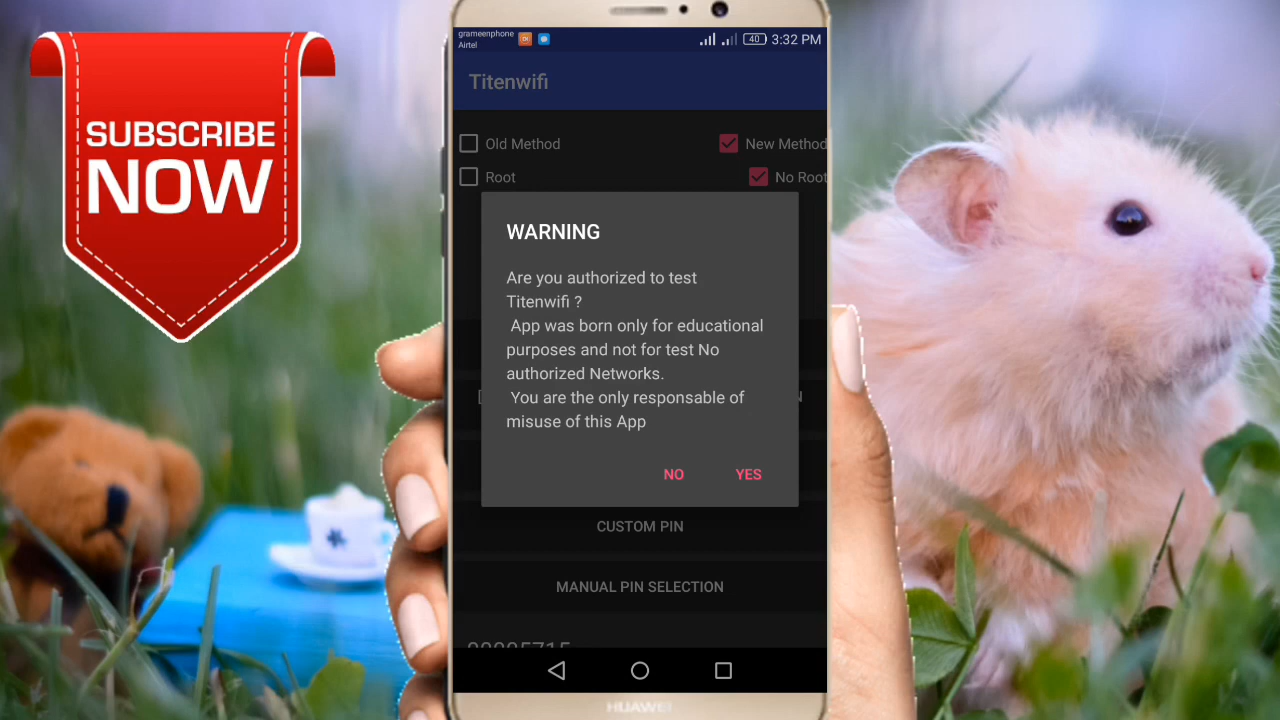 SUBSCRIBE
NOW
grameenphone
Airtel
40
3:32 PM
Titenwifi
Old Method
New Method
Root
No Root
WARNING
Are you authorized to test
Titenwifi ?
App was born only for educational
purposes and not for test No
authorized Networks.
You are the only responsable of
misuse of this App
NO
YES
CUSTOM PIN
MANUAL PIN SELECTION
HUAWEI